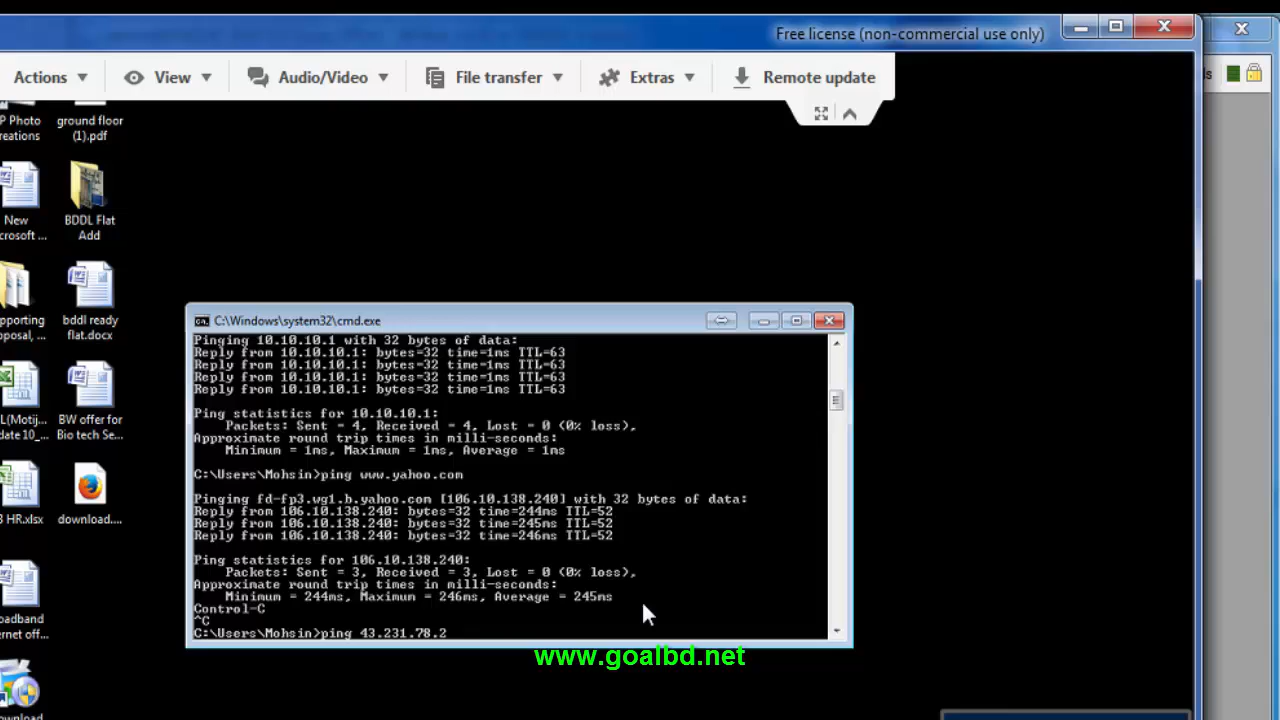 Free license (non-commercial use only)
Actions
View
Audio/Video
File transfer
Extras
Remote update
ls
P Photo
reations
ground floor
(1).pdf
New
crosoft ...
BDDL Flat
Add
pporting
oposal, ...
bddl ready
flat.docx
L(Motij...
date 10_...
BW offer for
Bio tech Se...
B HR.xlsx
download....
oadband
ernet off...
ownload
C:\Windows\system32\cmd.exe
Pinging 10.10.10.1 with 32 bytes of data:
Reply from 10.10.10.1: bytes=32 time=1ms TTL=63
Reply from 10.10.10.1: bytes=32 time=1ms TTL=63
Reply from 10.10.10.1: bytes=32 time=1ms TTL=63
Reply from 10.10.10.1: bytes=32 time=1ms TTL=63
Ping statistics for 10.10.10.1:
Packets: Sent = 4, Received = 4, Lost = 0 (0% loss),
Approximate round trip times in milli-seconds:
Minimum = 1ms, Maximum = 1ms, Average = 1ms
C:\Users\Mohsin>ping www.yahoo.com
Pinging fd-fp3.wg1.b.yahoo.com [106.10.138.240] with 32 bytes of data:
Reply from 106.10.138.240: bytes=32 time=244ms TTL=52
Reply from 106.10.138.240: bytes=32 time=245ms TTL=52
Reply from 106.10.138.240: bytes=32 time=246ms TTL=52
Ping statistics for 106.10.138.240:
Packets: Sent = 3, Received = 3, Lost = 0 (0% loss),
Approximate round trip times in milli-seconds:
Minimum = 244ms, Maximum = 246ms, Average = 245ms
Control-C
^C
C:\Users\Mohsin>ping 43.231.78.2
www.goalbd.net